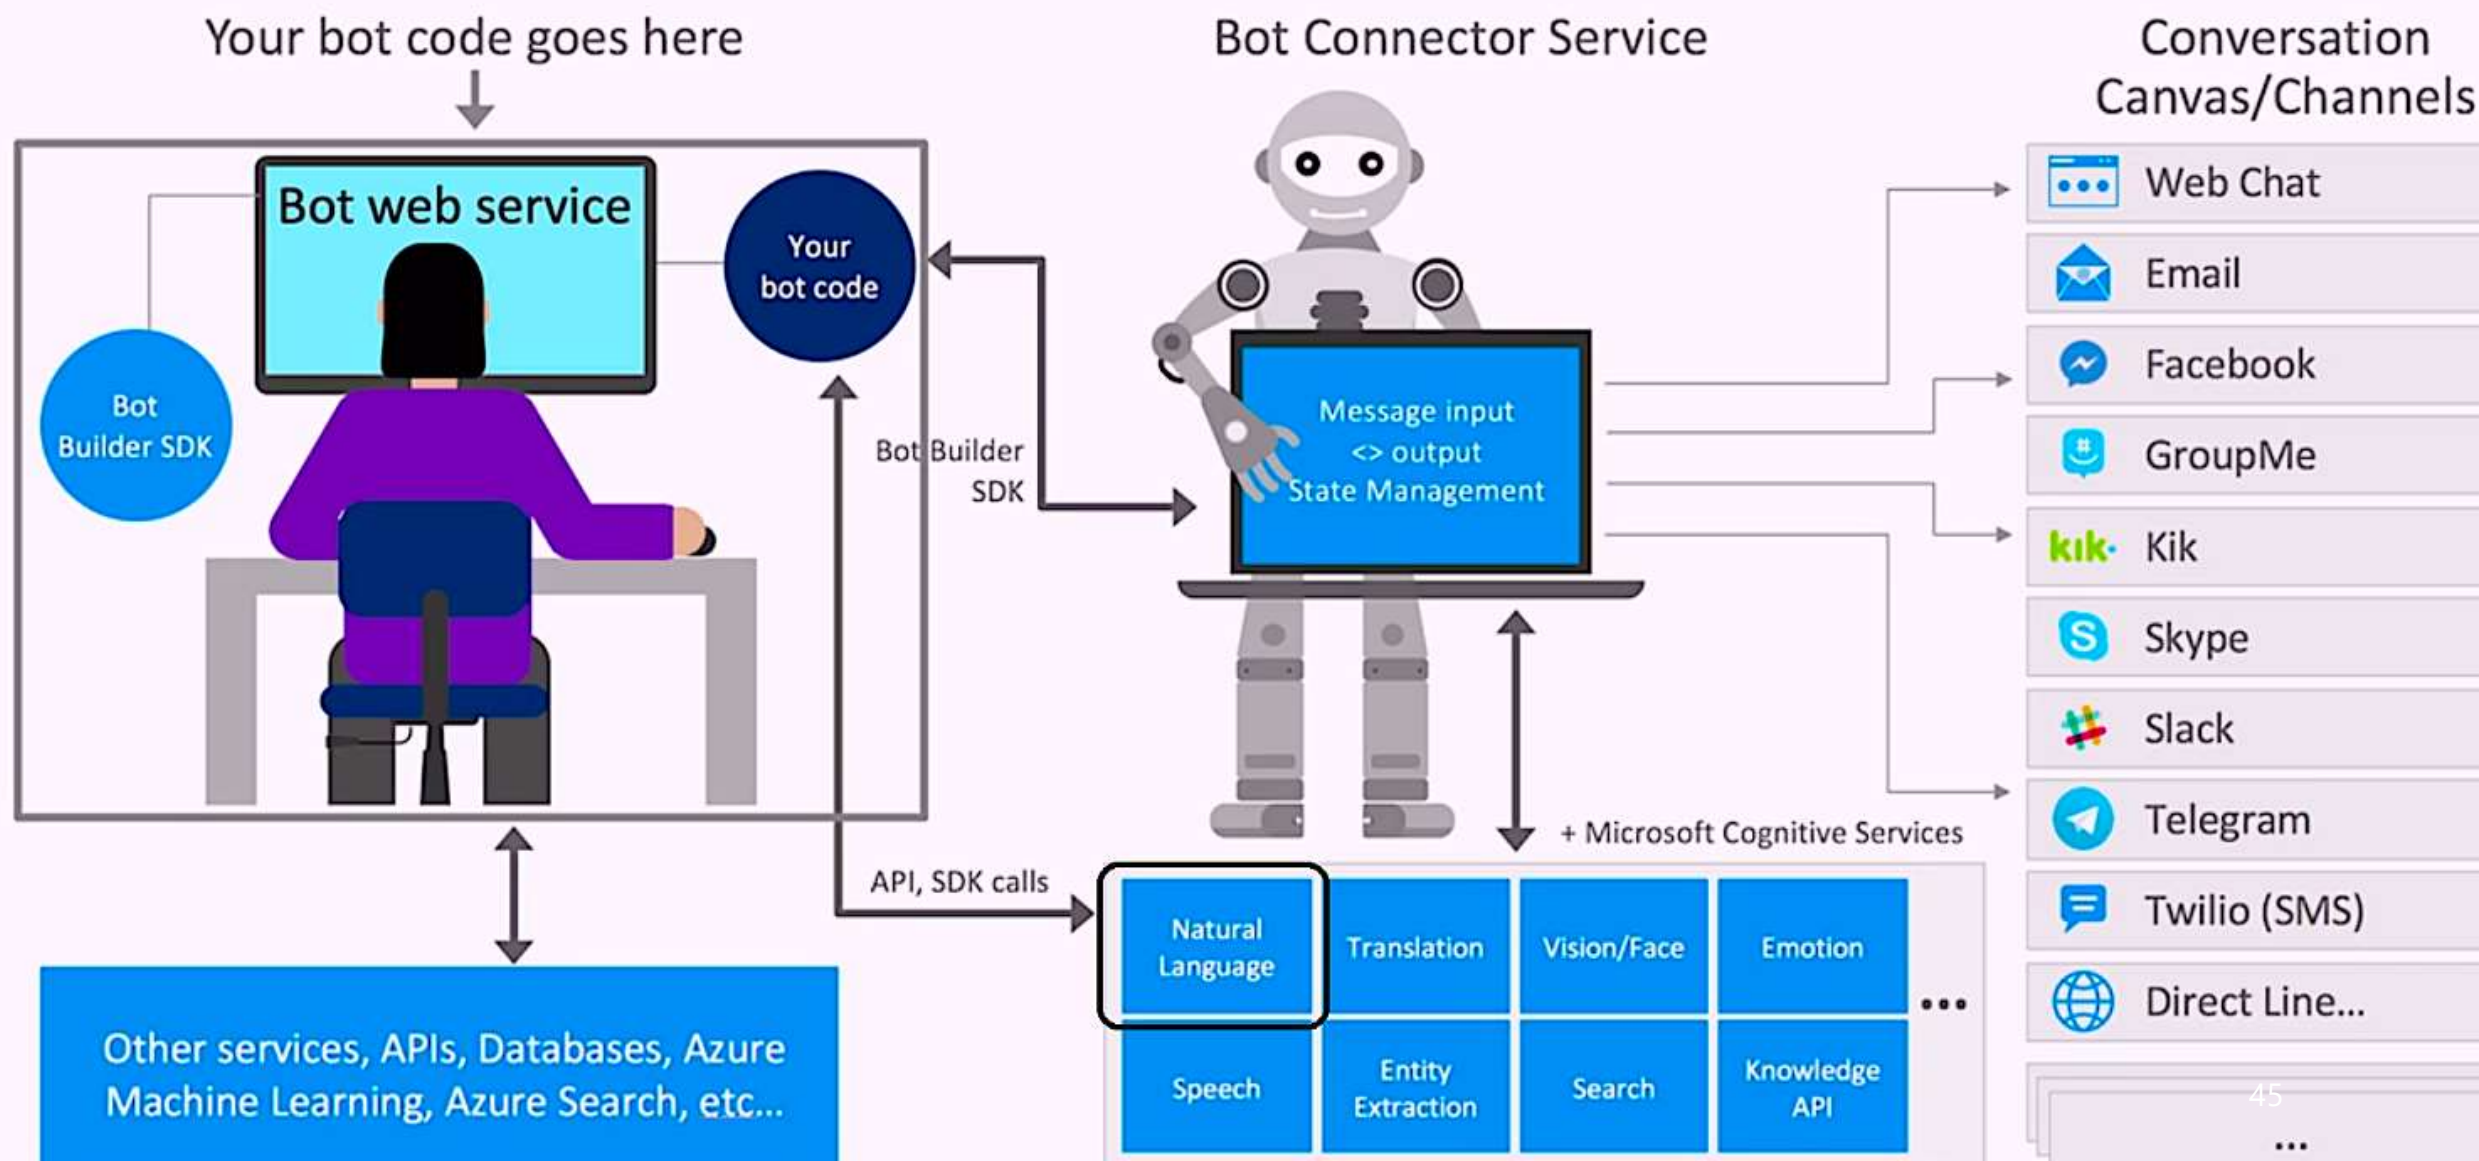 Your bot code goes here
Bot web service
Your
bot code
Bot
Builder SDK
Bot Builder
SDK
Other services, APIs, Databases, Azure
Machine Learning, Azure Search, etc...
API, SDK calls
Bot Connector Service
Message input
<> output
State Management
+ Microsoft Cognitive Services
Natural
Language
Translation
Vision/Face
Emotion
...
Speech
Entity
Extraction
Search
Knowledge
API
Conversation
Canvas/Channels
Web Chat
Email
Facebook
# GroupMe
kik· Kik
S Skype
Slack
Telegram
Twilio (SMS)
Direct Line...
45
...